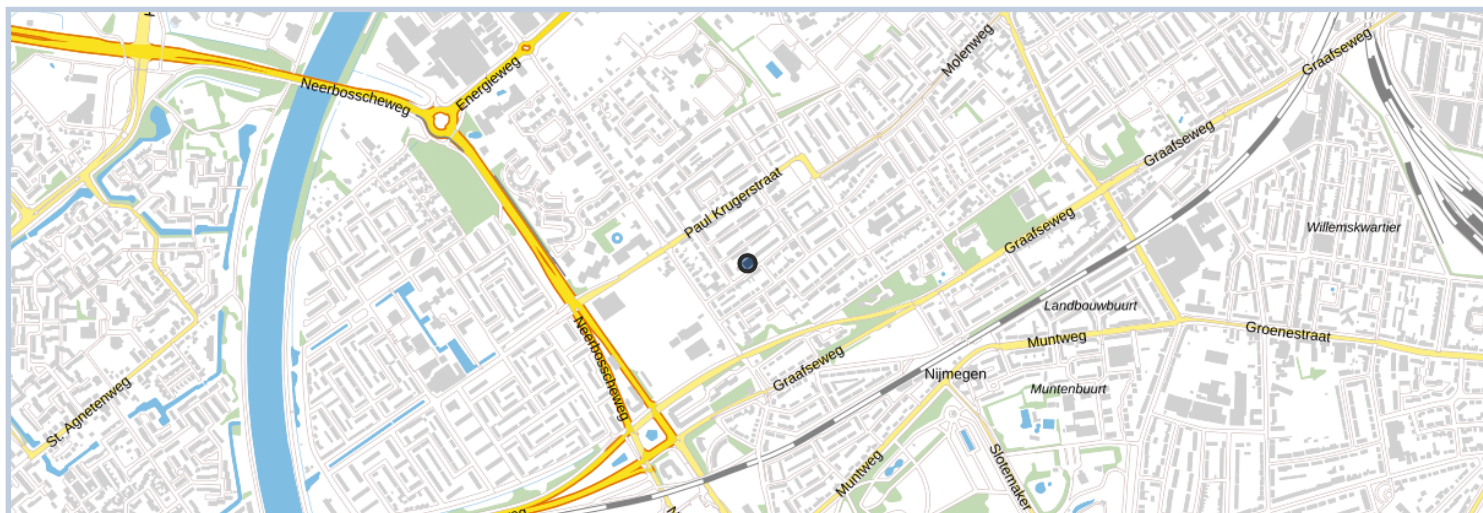 Graafseweg
Molenweg
Energieweg
Neerbosscheweg
Graafseweg
Paul Krugerstraat
Graafseweg
Willemskwartier
Landbouwbuurt
Neerbosscheweg
Groenestraat
Muntweg
Graafseweg
Nijmegen
Muntenbuurt
St. Agnetenweg
Muntweg
Slotemaker